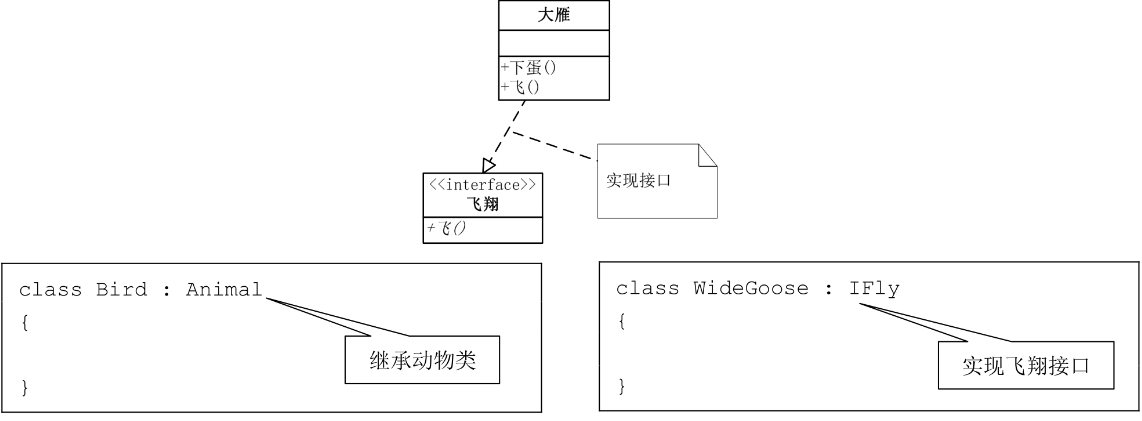 大雁
+下蛋()
+飞()
<<interface>>
飞翔
+飞()
实现接口
class Bird : Animal
{
继承动物类
}
class WideGoose : IFly
{
实现飞翔接口
}